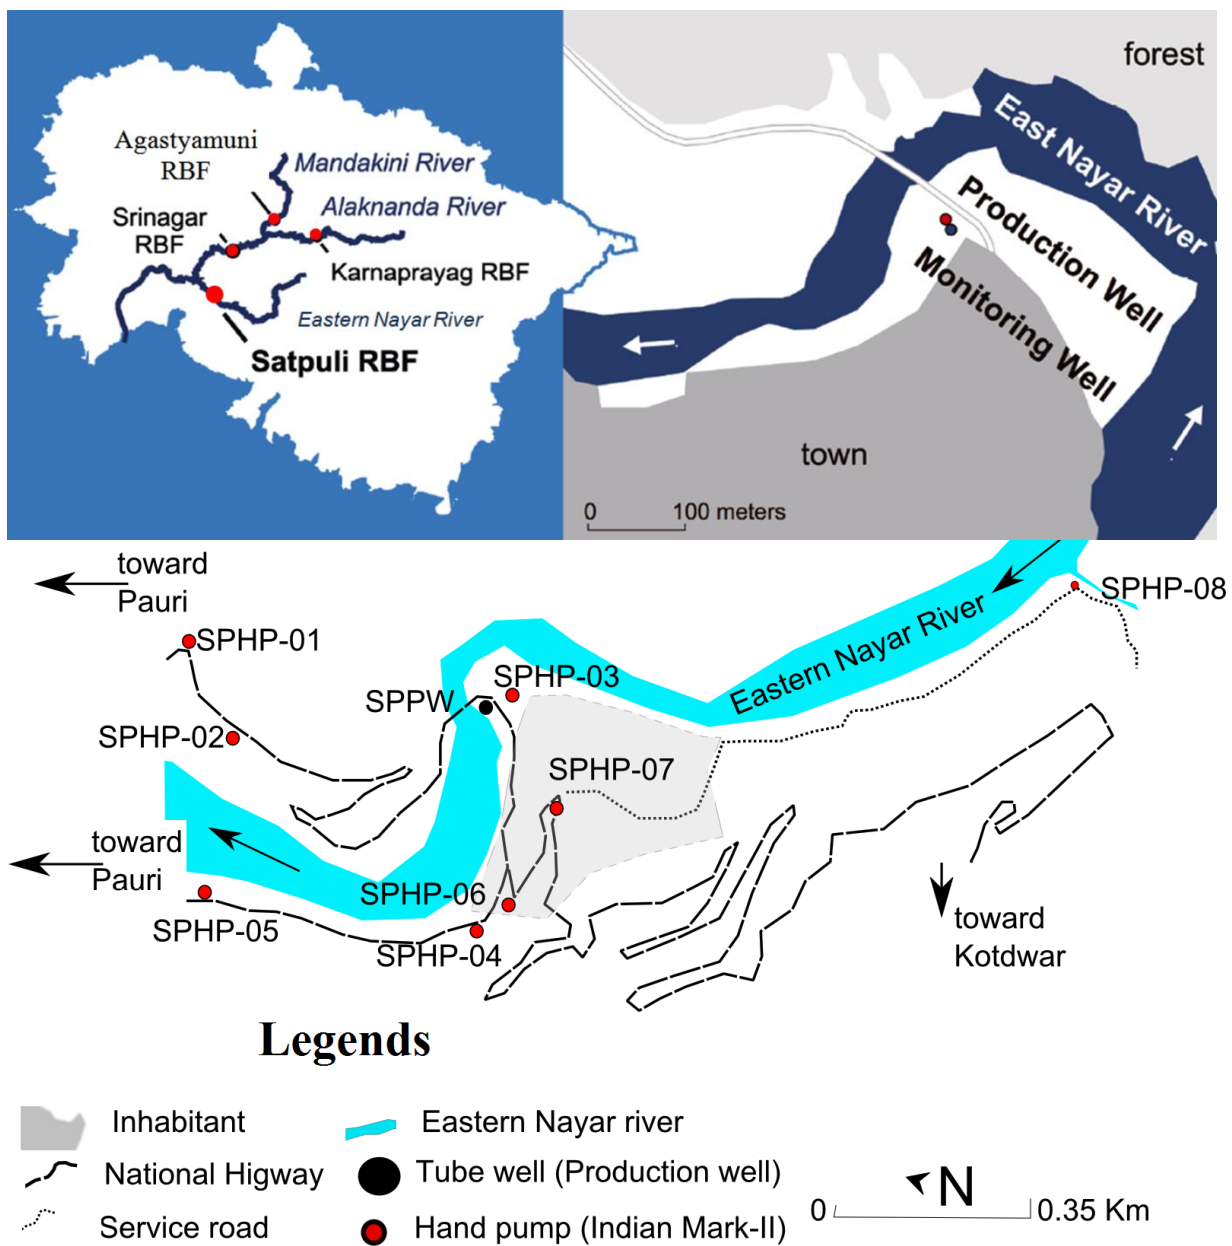 Agastyamuni
RBF
Mandakini River
Srinagar
RBF
Alaknanda River
Karnaprayag RBF
Eastern Nayar River
Satpuli RBF
forest
East Nayar River
Production Well
Monitoring Well
town
0 100 meters
toward
Pauri
SPHP-01
SPHP-02
SPPW
SPHP-03
SPHP-07
Eastern Nayar River
SPHP-08
toward
Pauri
SPHP-06
SPHP-05
SPHP-04
toward
Kotdwar
Legends
Inhabitant
Eastern Nayar river
National Higway
Tube well (Production well)
Service road
Hand pump (Indian Mark-II)
N
0 0.35 Km